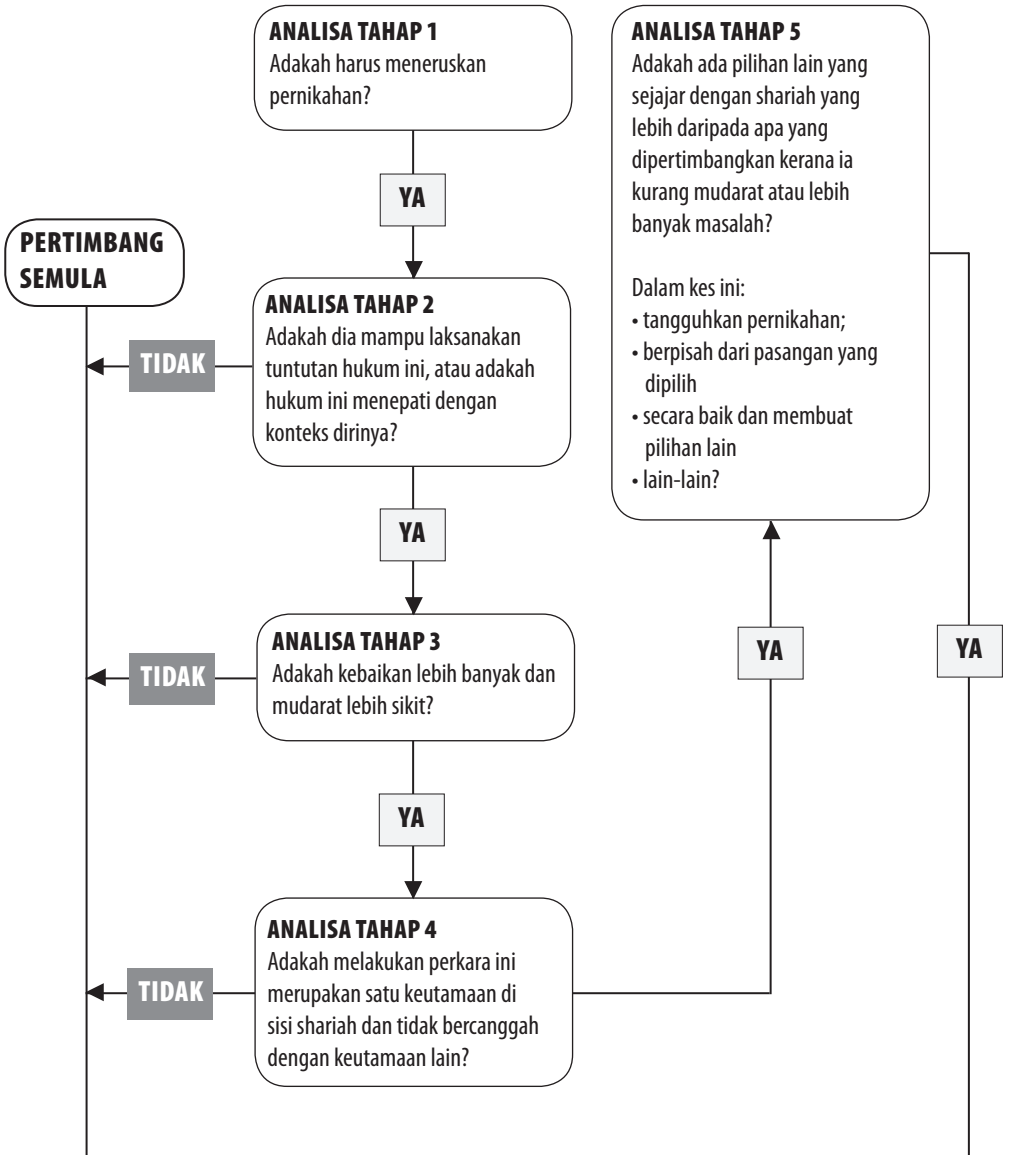 ANALISA TAHAP 1
Adakah harus meneruskan
pernikahan?
YA
PERTIMBANG
SEMULA
ANALISA TAHAP 2
Adakah dia mampu laksanakan
tuntutan hukum ini, atau adakah
hukum ini menepati dengan
konteks dirinya?
TIDAK
YA
ANALISA TAHAP 3
Adakah kebaikan lebih banyak dan
mudarat lebih sikit?
TIDAK
YA
ANALISA TAHAP 4
Adakah melakukan perkara ini
merupakan satu keutamaan di
sisi shariah dan tidak bercanggah
dengan keutamaan lain?
TIDAK
YA
ANALISA TAHAP 5
Adakah ada pilihan lain yang
sejajar dengan shariah yang
lebih daripada apa yang
dipertimbangkan kerana ia
kurang mudarat atau lebih
banyak masalah?
Dalam kes ini:
• tangguhkan pernikahan;
• berpisah dari pasangan yang
dipilih
• secara baik dan membuat
pilihan lain
• lain-lain?
YA